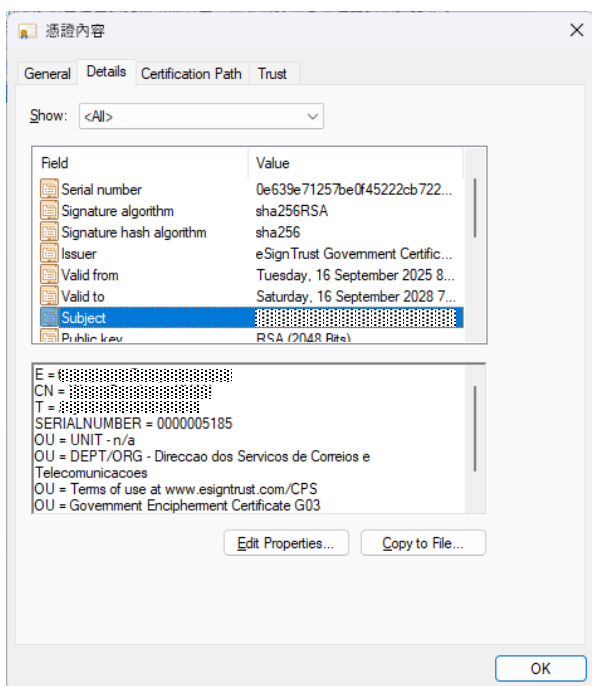 憑證內容
General Details Certification Path Trust
Show: <All>
Field Value
Serial number 0e639e71257be0f45222cb722...
Signature algorithm sha256RSA
Signature hash algorithm sha256
Issuer eSignTrust Government Certific...
Valid from Tuesday, 16 September 2025 8...
Valid to Saturday, 16 September 2028 7...
Subject
Public key RSA (2048 Bits)
E =
CN =
T =
SERIALNUMBER = 0000005185
OU = UNIT - n/a
OU = DEPT/ORG - Direccao dos Servicos de Correios e
Telecomunicacoes
OU = Terms of use at www.esigntrust.com/CPS
OU = Government Encipherment Certificate G03
Edit Properties... Copy to File...
OK